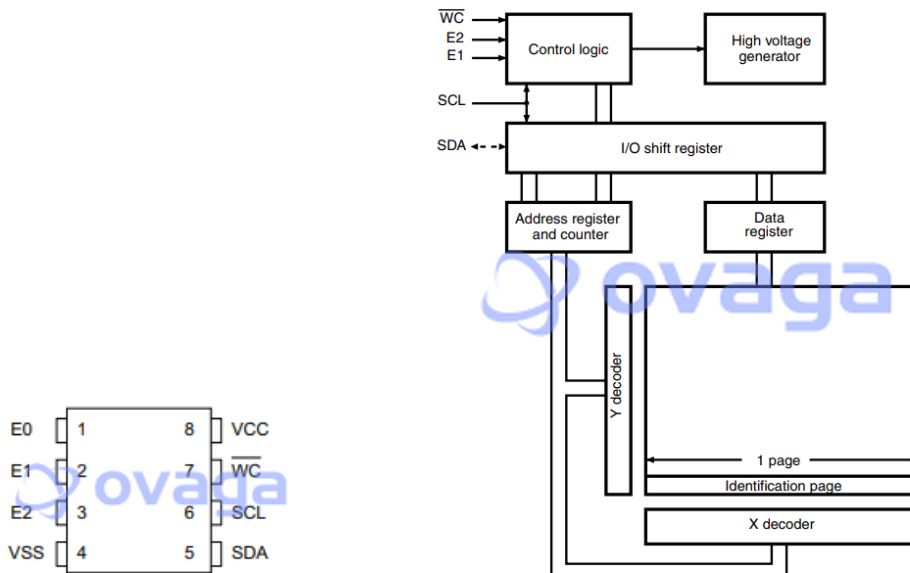 WC
E2
E1
Control logic
High voltage
generator
SCL
SDA
I/O shift register
Address register
and counter
Data
register
ovaga
Y decoder
1 page
Identification page
X decoder
E0 1 8 VCC
E1 2 7 WC
ovaga
E2 3 6 SCL
VSS 4 5 SDA